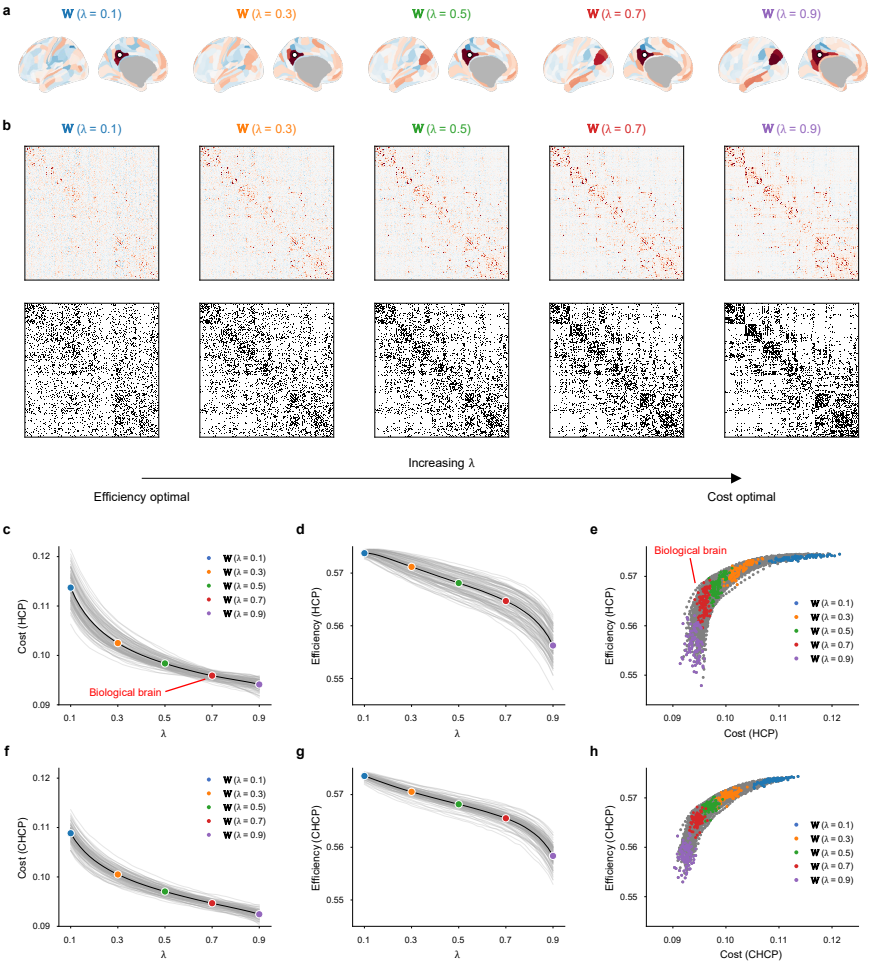 a
W (λ = 0.1) W (λ = 0.3) W (λ = 0.5) W (λ = 0.7) W (λ = 0.9)
b
W (λ = 0.1) W (λ = 0.3) W (λ = 0.5) W (λ = 0.7) W (λ = 0.9)
Increasing λ
Efficiency optimal
Cost optimal
c
Cost (HCP)
0.12
0.11
0.10
0.09
W (λ = 0.1)
W (λ = 0.3)
W (λ = 0.5)
W (λ = 0.7)
W (λ = 0.9)
Biological brain
0.1 0.3 0.5 0.7 0.9
λ
d
Efficiency (HCP)
0.57
0.56
0.55
0.1 0.3 0.5 0.7 0.9
λ
e
Efficiency (HCP)
0.57
0.56
0.55
Biological brain
W (λ = 0.1)
W (λ = 0.3)
W (λ = 0.5)
W (λ = 0.7)
W (λ = 0.9)
0.09 0.10 0.11 0.12
Cost (HCP)
f
Cost (CHCP)
0.12
0.11
0.10
0.09
W (λ = 0.1)
W (λ = 0.3)
W (λ = 0.5)
W (λ = 0.7)
W (λ = 0.9)
0.1 0.3 0.5 0.7 0.9
λ
g
Efficiency (CHCP)
0.57
0.56
0.55
0.1 0.3 0.5 0.7 0.9
λ
h
Efficiency (CHCP)
0.57
0.56
0.55
W (λ = 0.1)
W (λ = 0.3)
W (λ = 0.5)
W (λ = 0.7)
W (λ = 0.9)
0.09 0.10 0.11 0.12
Cost (CHCP)